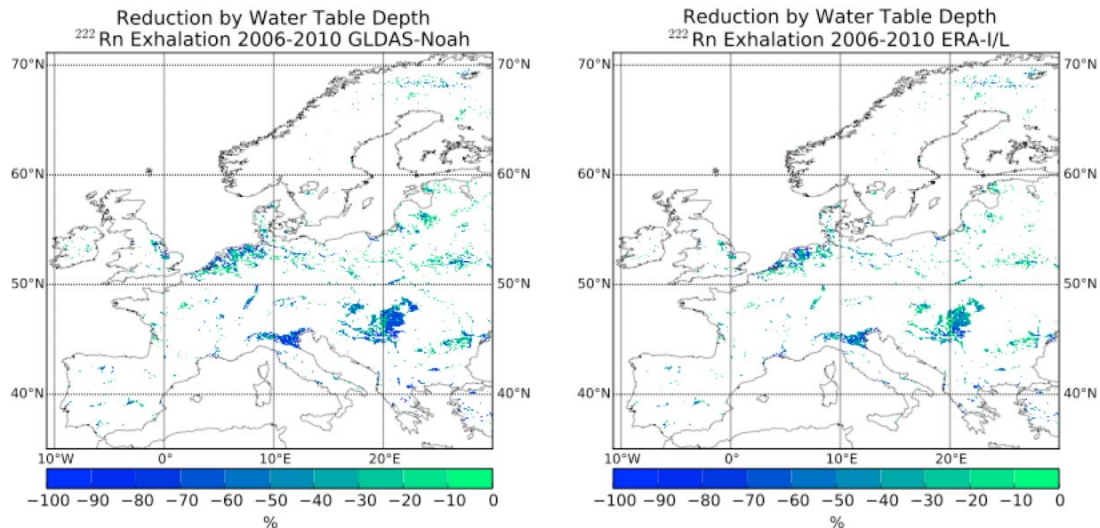 Reduction by Water Table Depth
²²²Rn Exhalation 2006-2010 GLDAS-Noah
70°N 70°N
60°N 60°N
50°N 50°N
40°N 40°N
10°W 0° 10°E 20°E
−100 −90 −80 −70 −60 −50 −40 −30 −20 −10 0
%
Reduction by Water Table Depth
²²²Rn Exhalation 2006-2010 ERA-I/L
70°N 70°N
60°N 60°N
50°N 50°N
40°N 40°N
10°W 0° 10°E 20°E
−100 −90 −80 −70 −60 −50 −40 −30 −20 −10 0
%